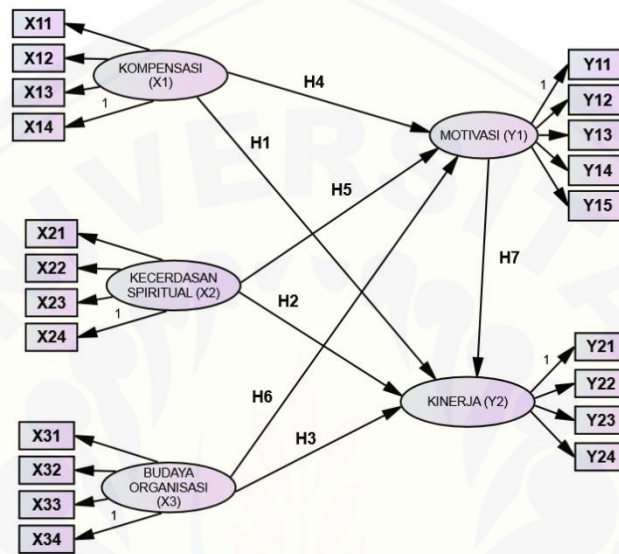 X11
X12
X13
X14
1
KOMPENSASI
(X1)
H4
H1
MOTIVASI (Y1)
1
Y11
Y12
Y13
Y14
Y15
H5
X21
X22
X23
X24
1
KECERDASAN
SPIRITUAL (X2)
H2
H7
H6
KINERJA (Y2)
1
Y21
Y22
Y23
Y24
H3
X31
X32
X33
X34
1
BUDAYA
ORGANISASI
(X3)
UNIVERSITA